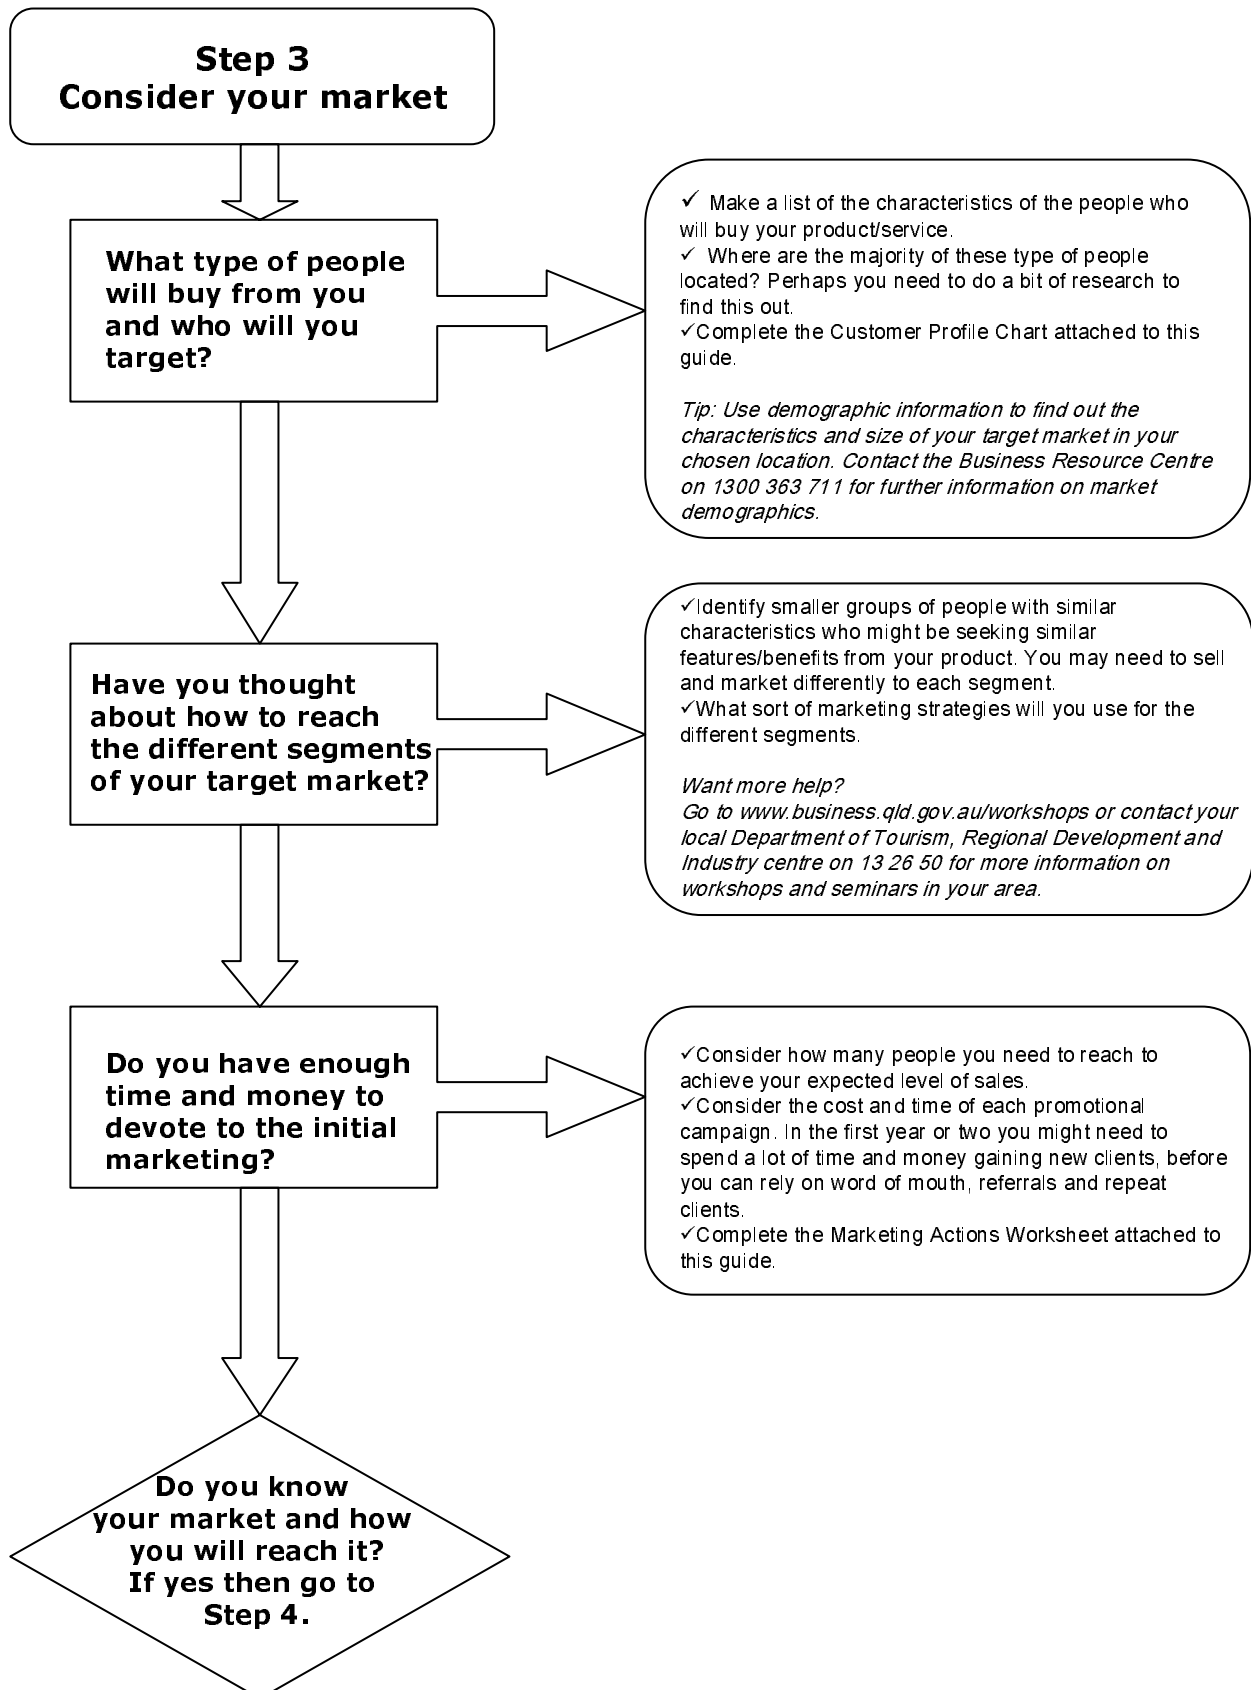 Step 3
Consider your market
What type of people
will buy from you
and who will you
target?
✓ Make a list of the characteristics of the people who
will buy your product/service.
✓ Where are the majority of these type of people
located? Perhaps you need to do a bit of research to
find this out.
✓Complete the Customer Profile Chart attached to this
guide.
Tip: Use demographic information to find out the
characteristics and size of your target market in your
chosen location. Contact the Business Resource Centre
on 1300 363 711 for further information on market
demographics.
Have you thought
about how to reach
the different segments
of your target market?
✓Identify smaller groups of people with similar
characteristics who might be seeking similar
features/benefits from your product. You may need to sell
and market differently to each segment.
✓What sort of marketing strategies will you use for the
different segments.
Want more help?
Go to www.business.qld.gov.au/workshops or contact your
local Department of Tourism, Regional Development and
Industry centre on 13 26 50 for more information on
workshops and seminars in your area.
Do you have enough
time and money to
devote to the initial
marketing?
✓Consider how many people you need to reach to
achieve your expected level of sales.
✓Consider the cost and time of each promotional
campaign. In the first year or two you might need to
spend a lot of time and money gaining new clients, before
you can rely on word of mouth, referrals and repeat
clients.
✓Complete the Marketing Actions Worksheet attached to
this guide.
Do you know
your market and how
you will reach it?
If yes then go to
Step 4.